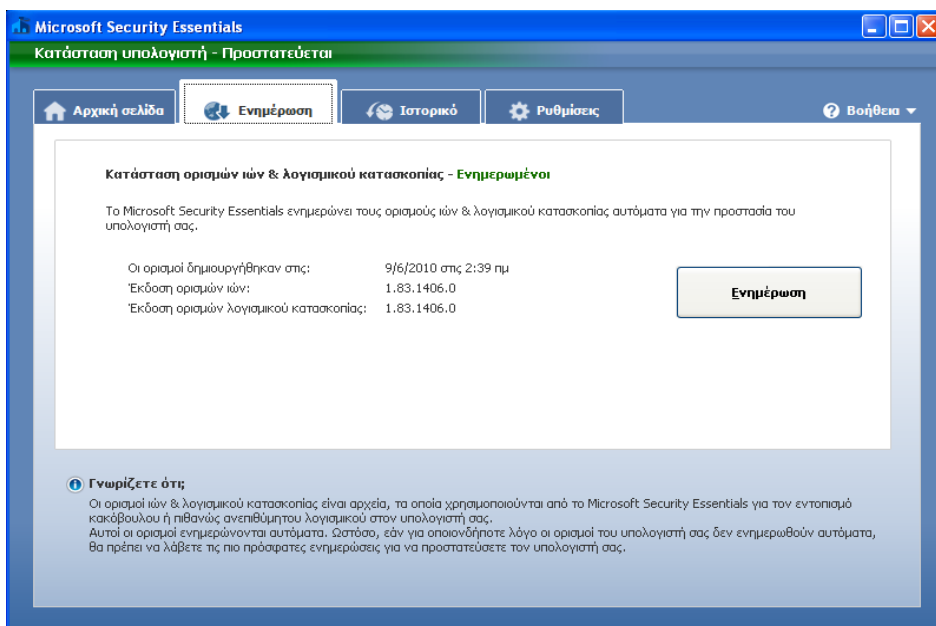 Microsoft Security Essentials
Κατάσταση υπολογιστή - Προστατεύεται
Αρχική σελίδα
Ενημέρωση
Ιστορικό
Ρυθμίσεις
Βοήθεια
Κατάσταση ορισμών ιών & λογισμικού κατασκοπίας - Ενημερωμένοι
Το Microsoft Security Essentials ενημερώνει τους ορισμούς ιών & λογισμικού κατασκοπίας αυτόματα για την προστασία του
υπολογιστή σας.
Οι ορισμοί δημιουργήθηκαν στις: 9/6/2010 στις 2:39 πμ
Έκδοση ορισμών ιών: 1.83.1406.0
Έκδοση ορισμών λογισμικού κατασκοπίας: 1.83.1406.0
Ενημέρωση
Γνωρίζετε ότι;
Οι ορισμοί ιών & λογισμικού κατασκοπίας είναι αρχεία, τα οποία χρησιμοποιούνται από το Microsoft Security Essentials για τον εντοπισμό
κακόβουλου ή πιθανώς ανεπιθύμητου λογισμικού στον υπολογιστή σας.
Αυτοί οι ορισμοί ενημερώνονται αυτόματα. Ωστόσο, εάν για οποιονδήποτε λόγο οι ορισμοί του υπολογιστή σας δεν ενημερωθούν αυτόματα,
θα πρέπει να λάβετε τις πιο πρόσφατες ενημερώσεις για να προστατεύσετε τον υπολογιστή σας.